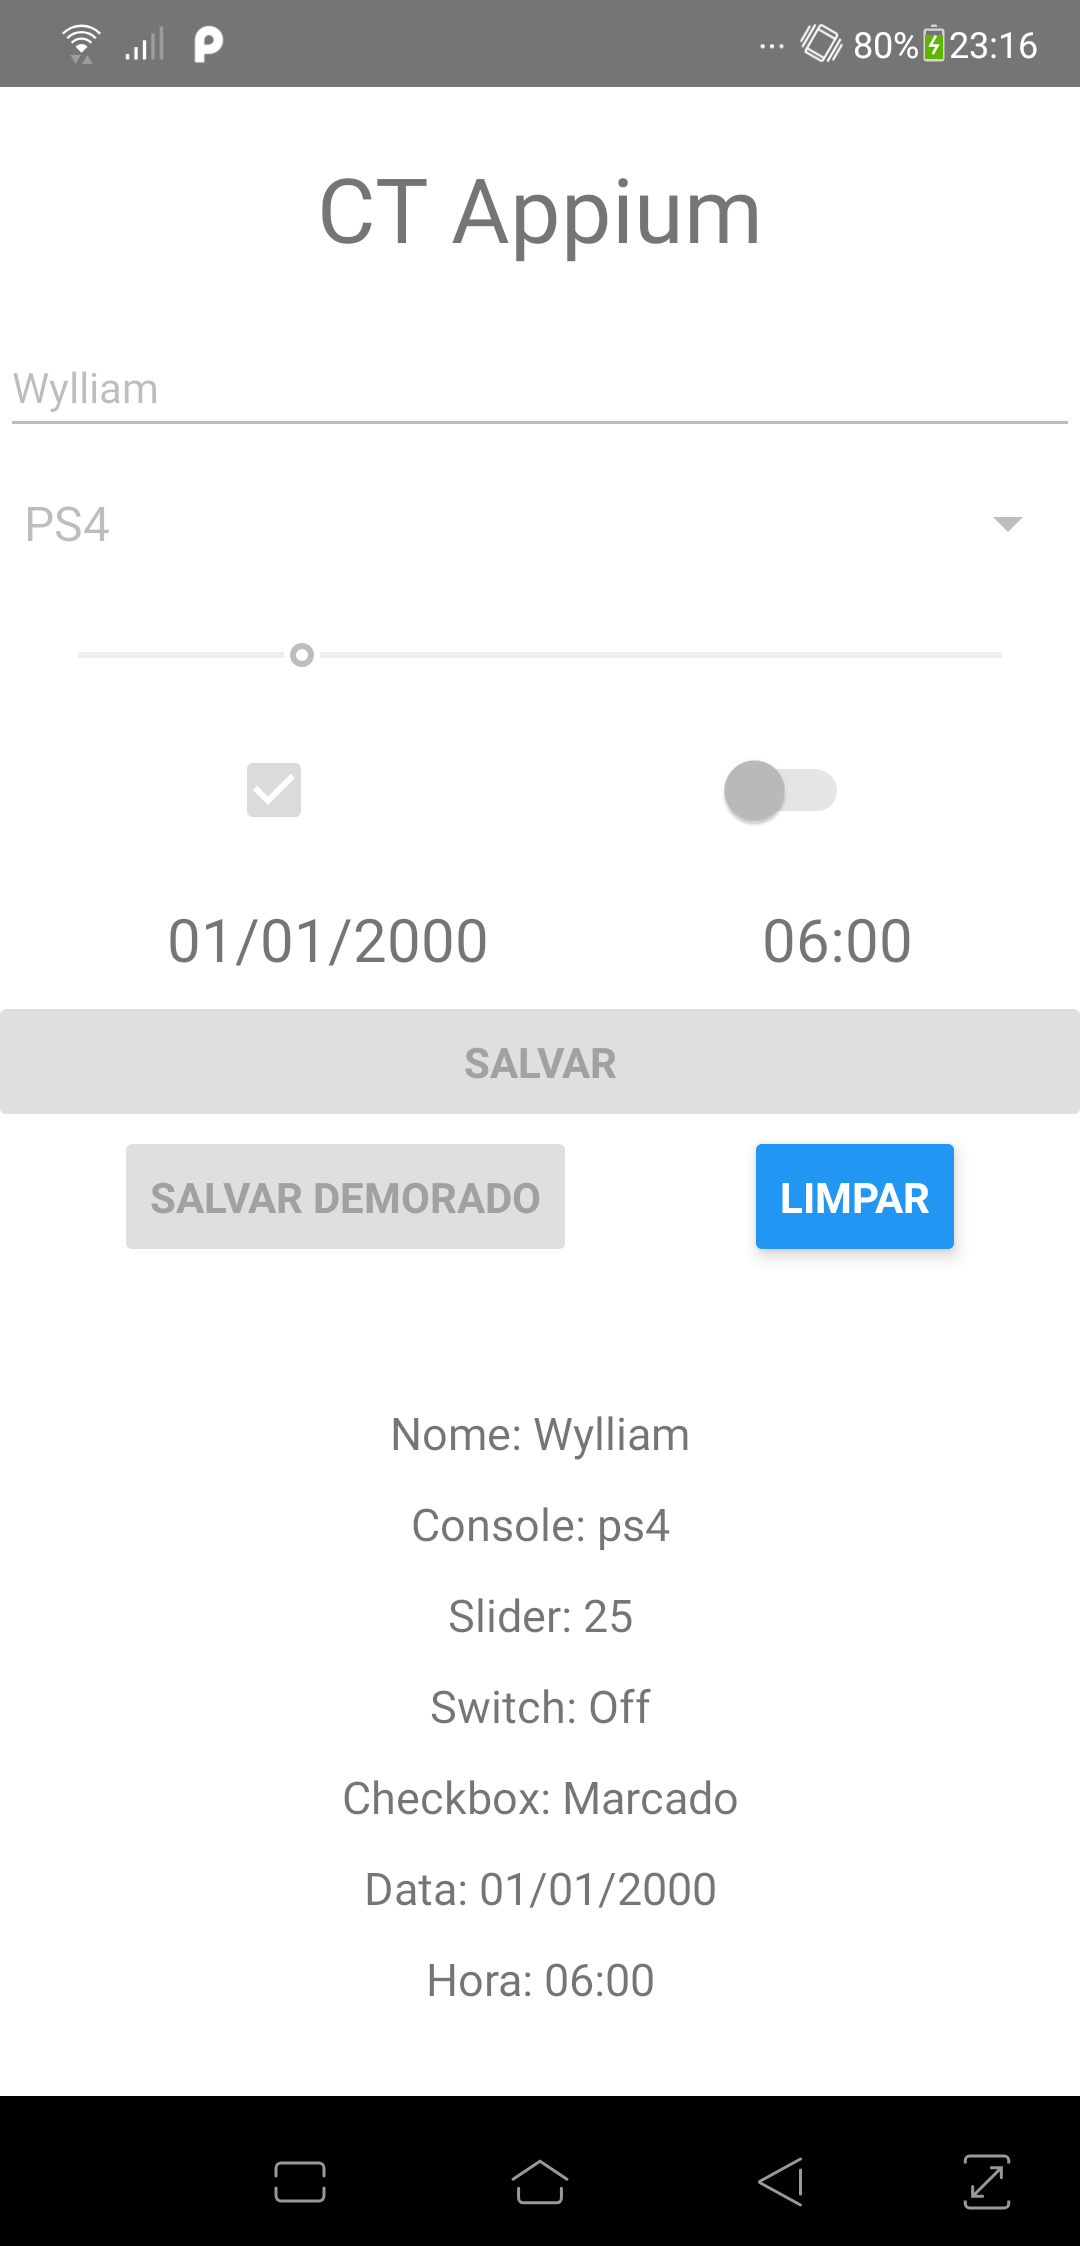 80% 23:16
CT Appium
Wylliam
PS4
01/01/2000 06:00
SALVAR
SALVAR DEMORADO LIMPAR
Nome: Wylliam
Console: ps4
Slider: 25
Switch: Off
Checkbox: Marcado
Data: 01/01/2000
Hora: 06:00